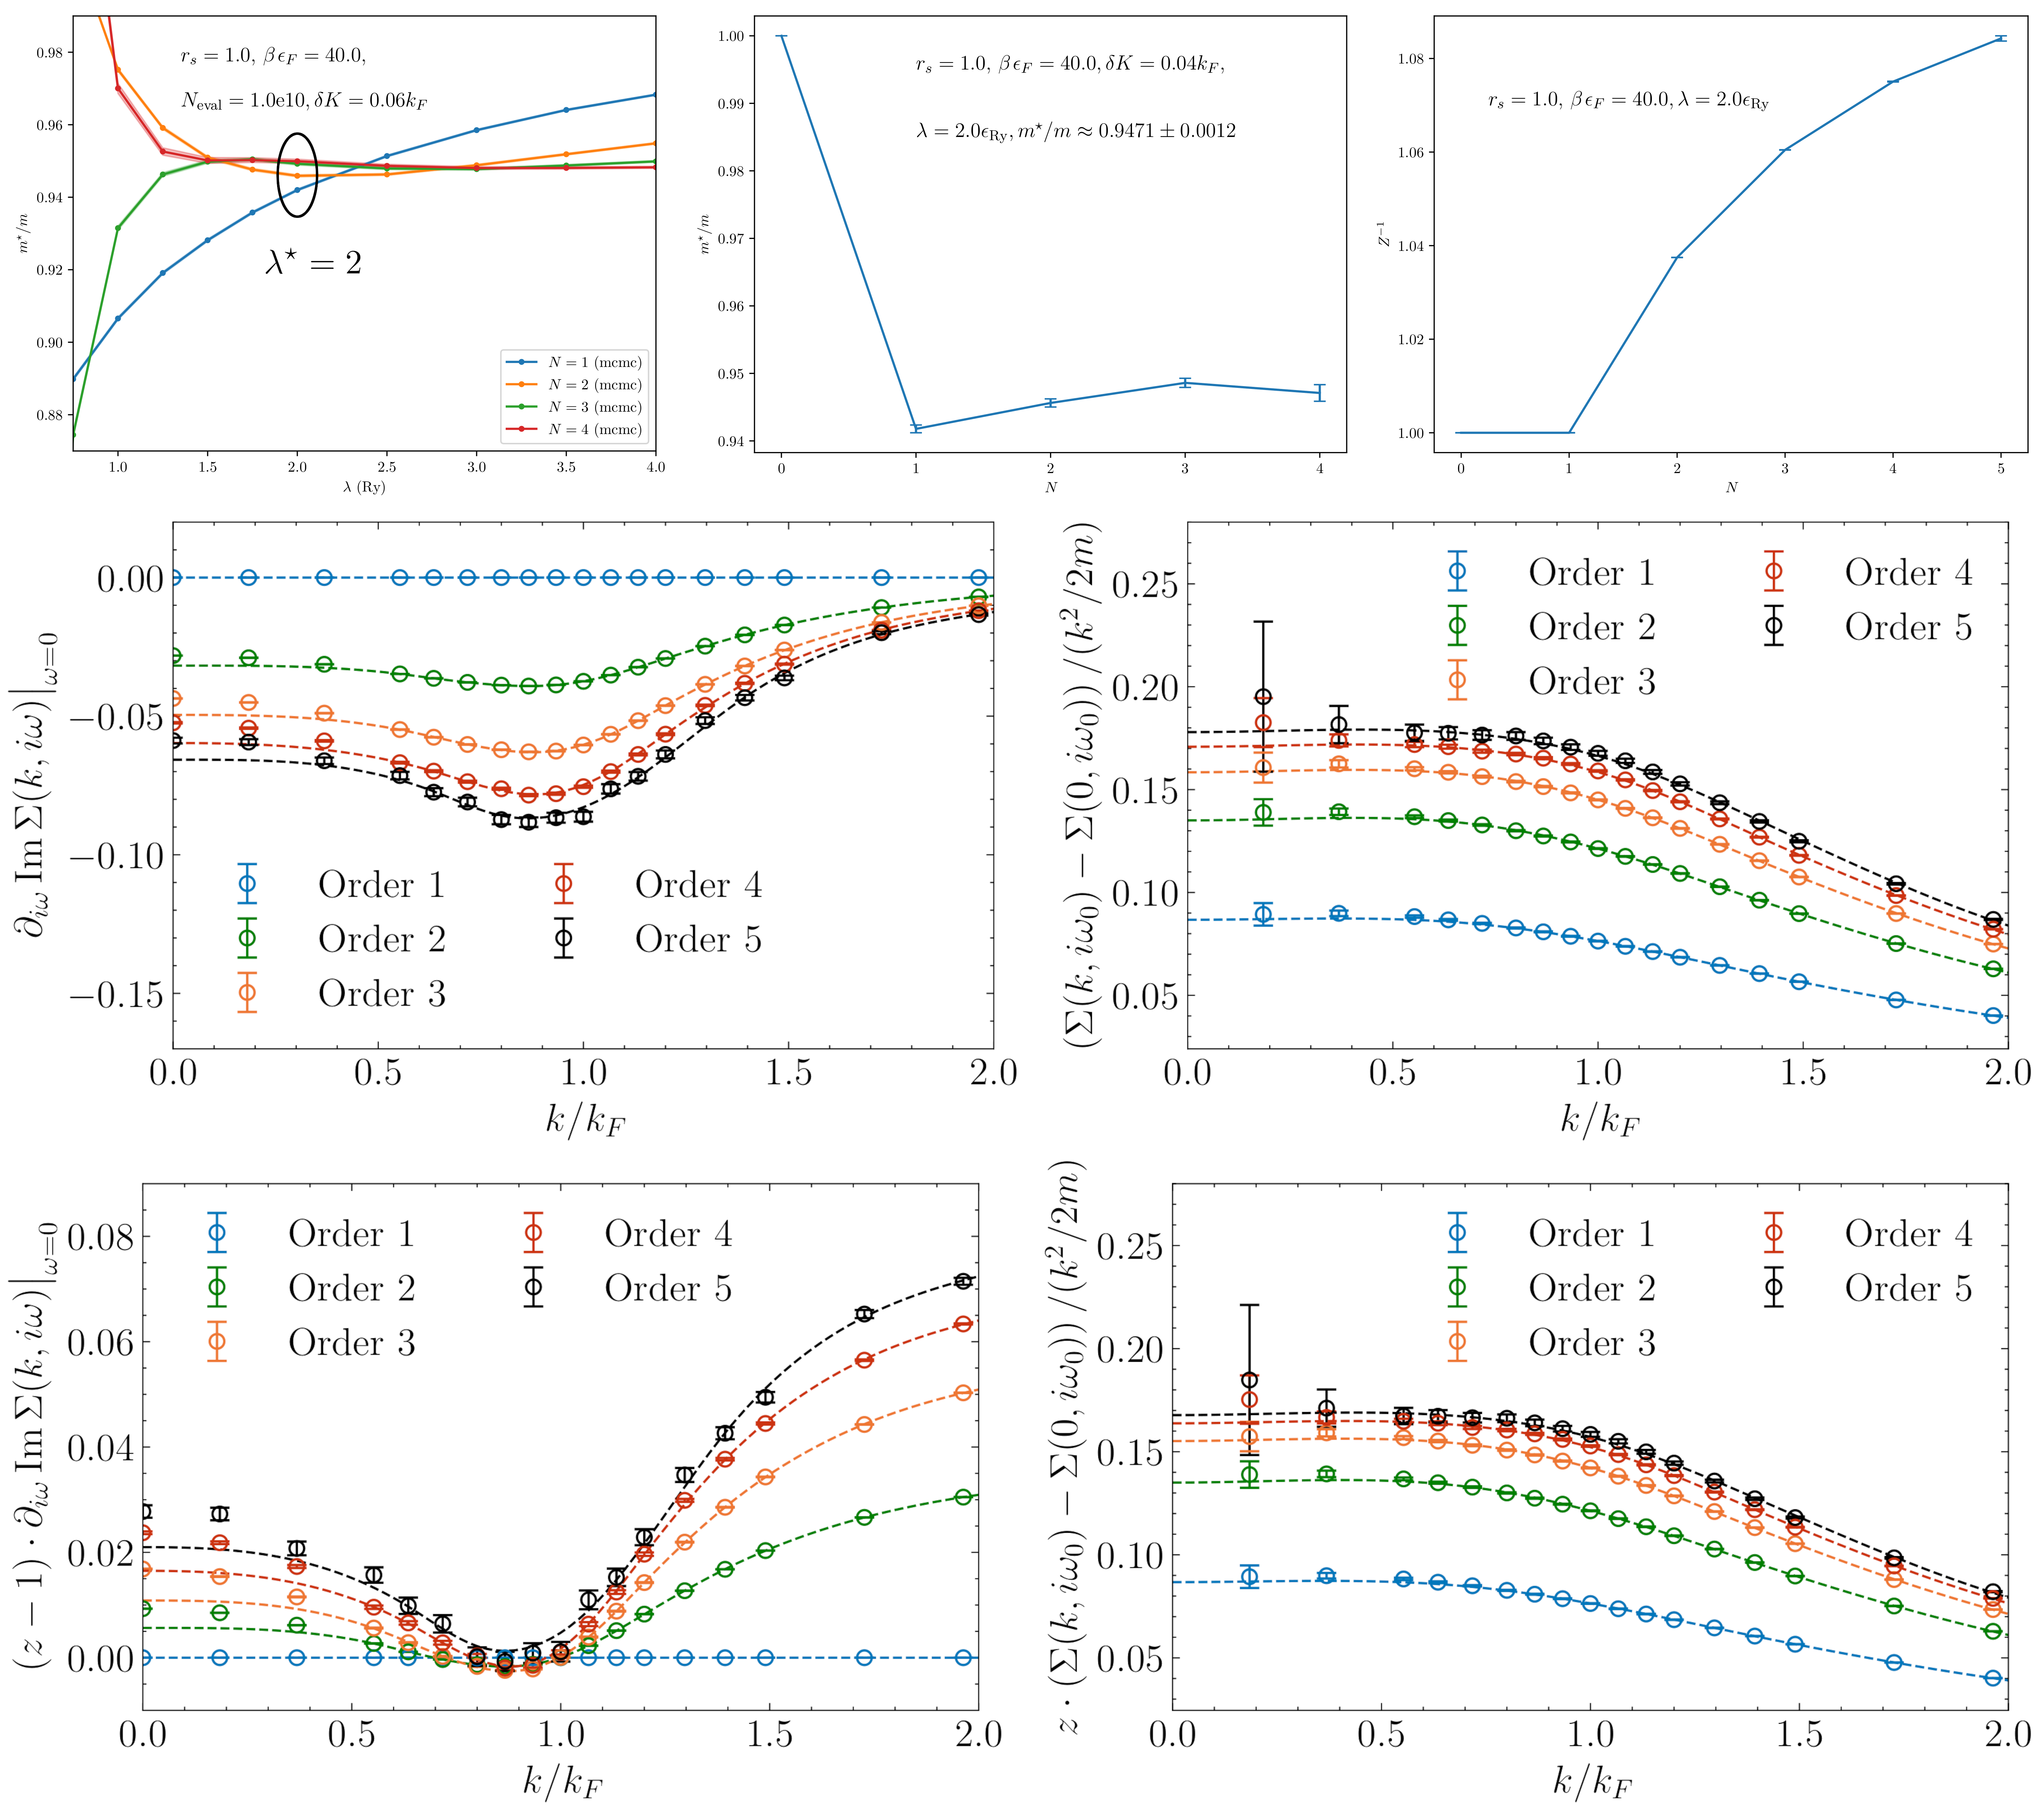 0.98
0.96
0.94
0.92
0.90
0.88
m⋆/m
r_s = 1.0, β ϵ_F = 40.0,
N_eval = 1.0e10, δK = 0.06k_F
λ⋆ = 2
N = 1 (mcmc)
N = 2 (mcmc)
N = 3 (mcmc)
N = 4 (mcmc)
1.0 1.5 2.0 2.5 3.0 3.5 4.0
λ (Ry)
1.00
0.99
0.98
0.97
0.96
0.95
0.94
m⋆/m
r_s = 1.0, β ϵ_F = 40.0, δK = 0.04k_F,
λ = 2.0ϵ_Ry, m⋆/m ≈ 0.9471 ± 0.0012
0 1 2 3 4
N
1.08
1.06
1.04
1.02
1.00
Z⁻¹
r_s = 1.0, β ϵ_F = 40.0, λ = 2.0ϵ_Ry
0 1 2 3 4 5
N
0.00
−0.05
−0.10
−0.15
∂_{iω} Im Σ(k, iω)|_{ω=0}
Order 1
Order 2
Order 3
Order 4
Order 5
0.0 0.5 1.0 1.5 2.0
k/k_F
0.25
0.20
0.15
0.10
0.05
(Σ(k, iω₀) − Σ(0, iω₀)) /(k²/2m)
Order 1
Order 2
Order 3
Order 4
Order 5
0.0 0.5 1.0 1.5 2.0
k/k_F
0.08
0.06
0.04
0.02
0.00
(z − 1) · ∂_{iω} Im Σ(k, iω)|_{ω=0}
Order 1
Order 2
Order 3
Order 4
Order 5
0.0 0.5 1.0 1.5 2.0
k/k_F
0.25
0.20
0.15
0.10
0.05
z · (Σ(k, iω₀) − Σ(0, iω₀)) /(k²/2m)
Order 1
Order 2
Order 3
Order 4
Order 5
0.0 0.5 1.0 1.5 2.0
k/k_F